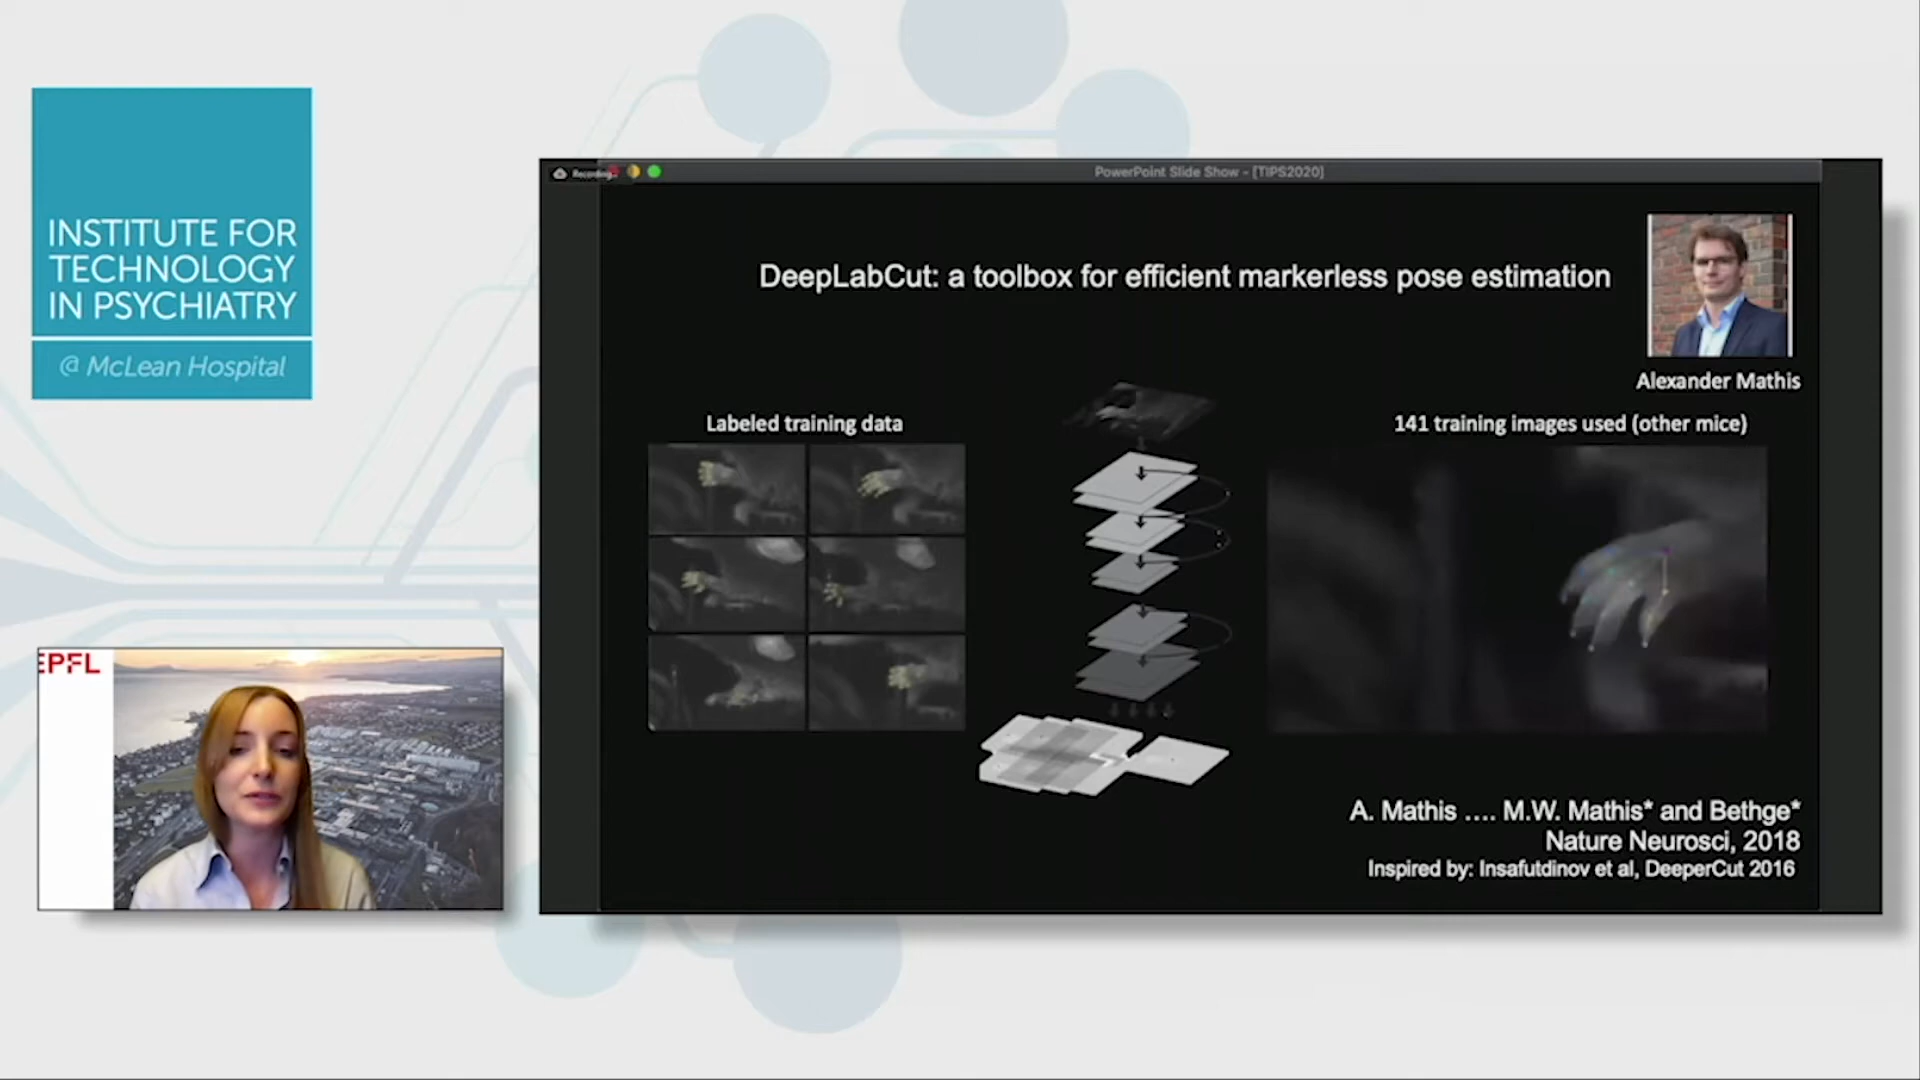 INSTITUTE FOR
TECHNOLOGY
IN PSYCHIATRY
@ McLean Hospital
EPFL
Recording...
PowerPoint Slide Show - [TIPS2020]
DeepLabCut: a toolbox for efficient markerless pose estimation
Alexander Mathis
Labeled training data
141 training images used (other mice)
A. Mathis .... M.W. Mathis* and Bethge*
Nature Neurosci, 2018
Inspired by: Insafutdinov et al, DeeperCut 2016